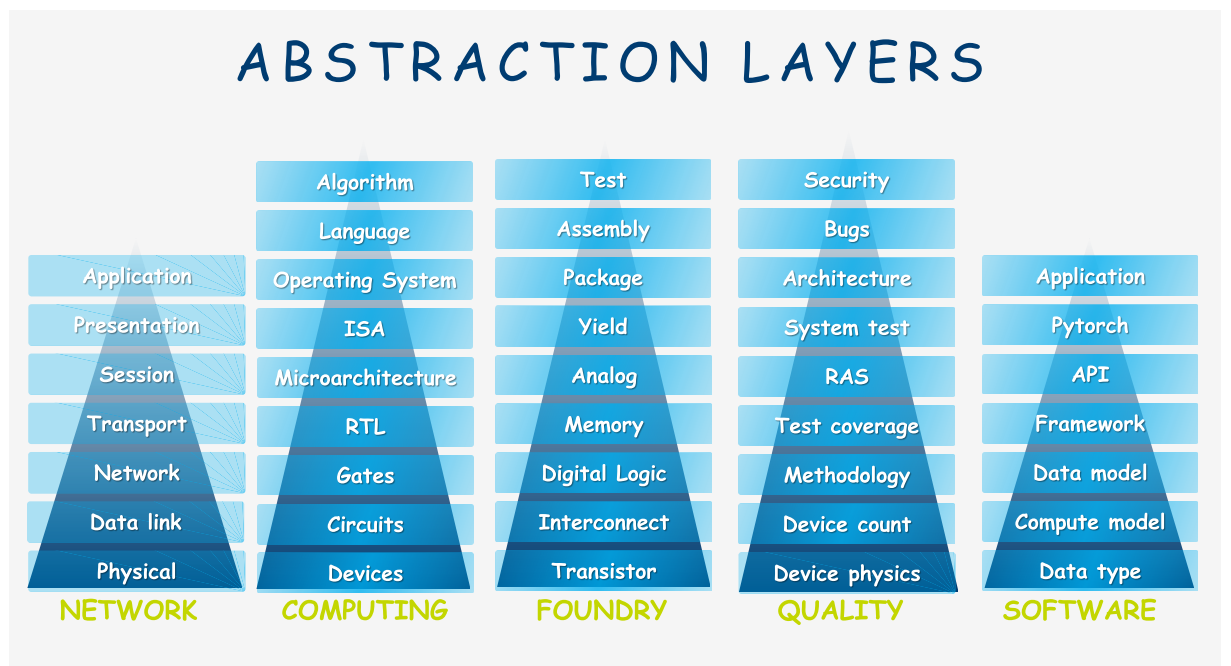 ABSTRACTION LAYERS
Application
Presentation
Session
Transport
Network
Data link
Physical
NETWORK
Algorithm
Language
Operating System
ISA
Microarchitecture
RTL
Gates
Circuits
Devices
COMPUTING
Test
Assembly
Package
Yield
Analog
Memory
Digital Logic
Interconnect
Transistor
FOUNDRY
Security
Bugs
Architecture
System test
RAS
Test coverage
Methodology
Device count
Device physics
QUALITY
Application
Pytorch
API
Framework
Data model
Compute model
Data type
SOFTWARE